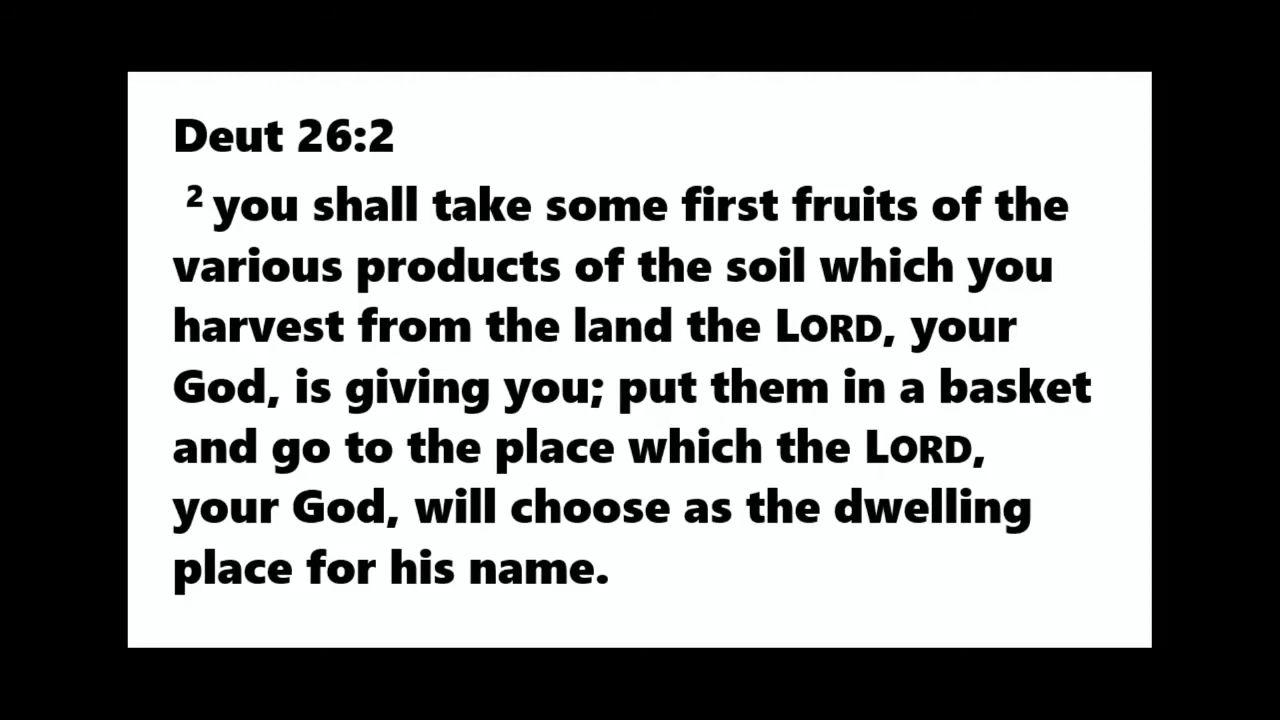 Deut 26:2
2 you shall take some first fruits of the
various products of the soil which you
harvest from the land the LORD, your
God, is giving you; put them in a basket
and go to the place which the LORD,
your God, will choose as the dwelling
place for his name.